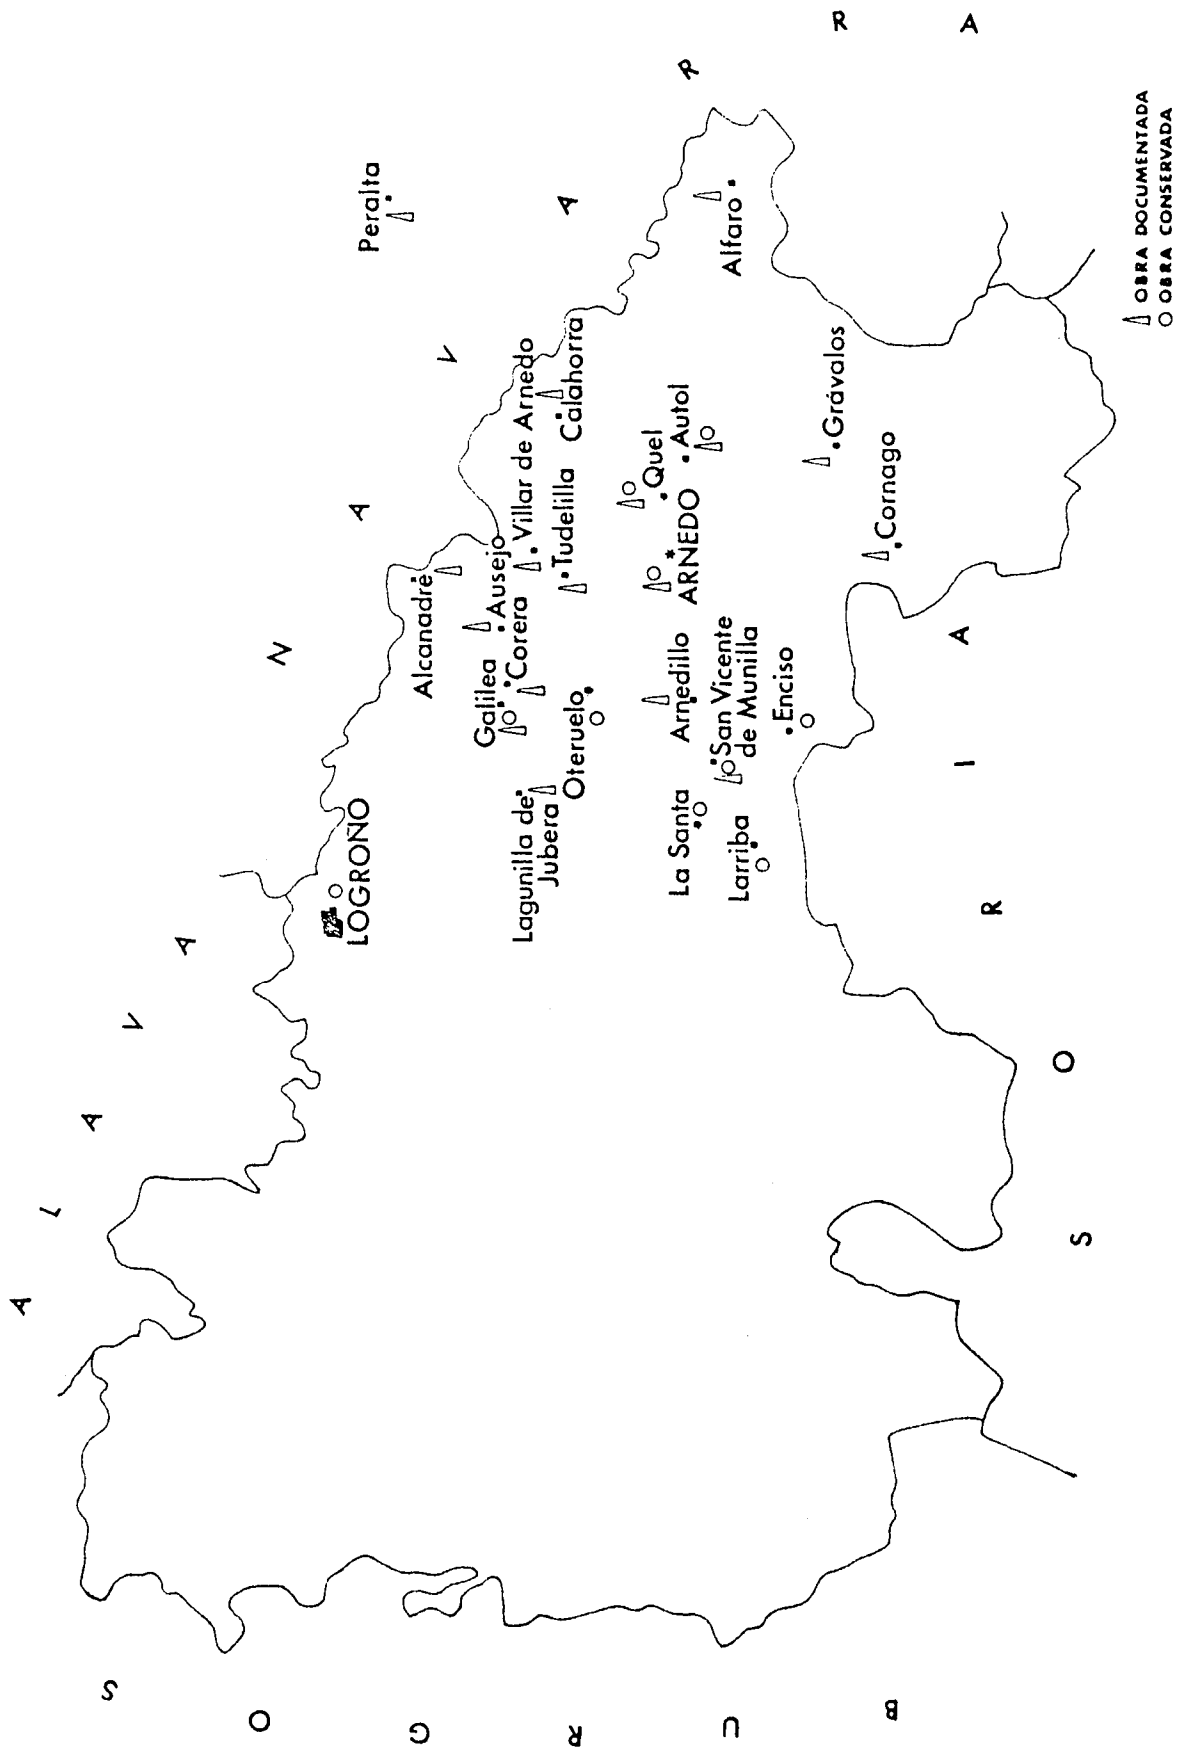 B U R G O S
A L A V A
N A V A R R A
S O R I A
Peralta
LOGROÑO
Alcanadre
Ausejo
Galilea
Corera
Villar de Arnedo
Tudelilla
Calahorra
Lagunilla de
Jubera
Oteruelo
Quel
Autol
ARNEDO
Arnedillo
Alfaro
La Santa
San Vicente
de Munilla
Larriba
Enciso
Grávalos
Cornago
OBRA DOCUMENTADA
OBRA CONSERVADA